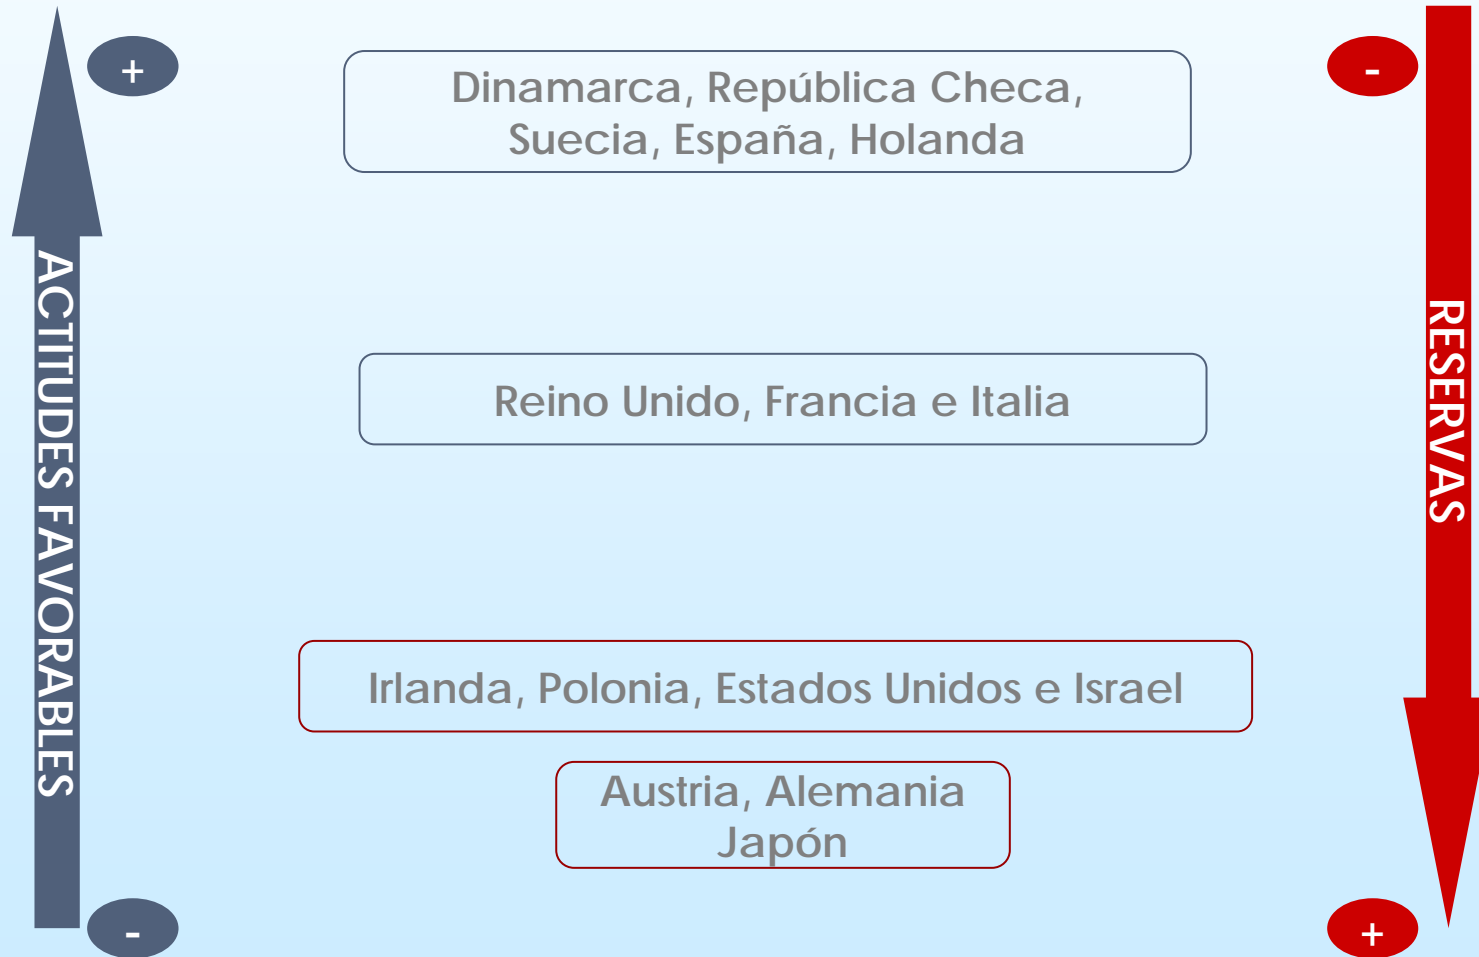 +
-
Dinamarca, República Checa,
Suecia, España, Holanda
ACTITUDES FAVORABLES
RESERVAS
Reino Unido, Francia e Italia
Irlanda, Polonia, Estados Unidos e Israel
Austria, Alemania
Japón
-
+